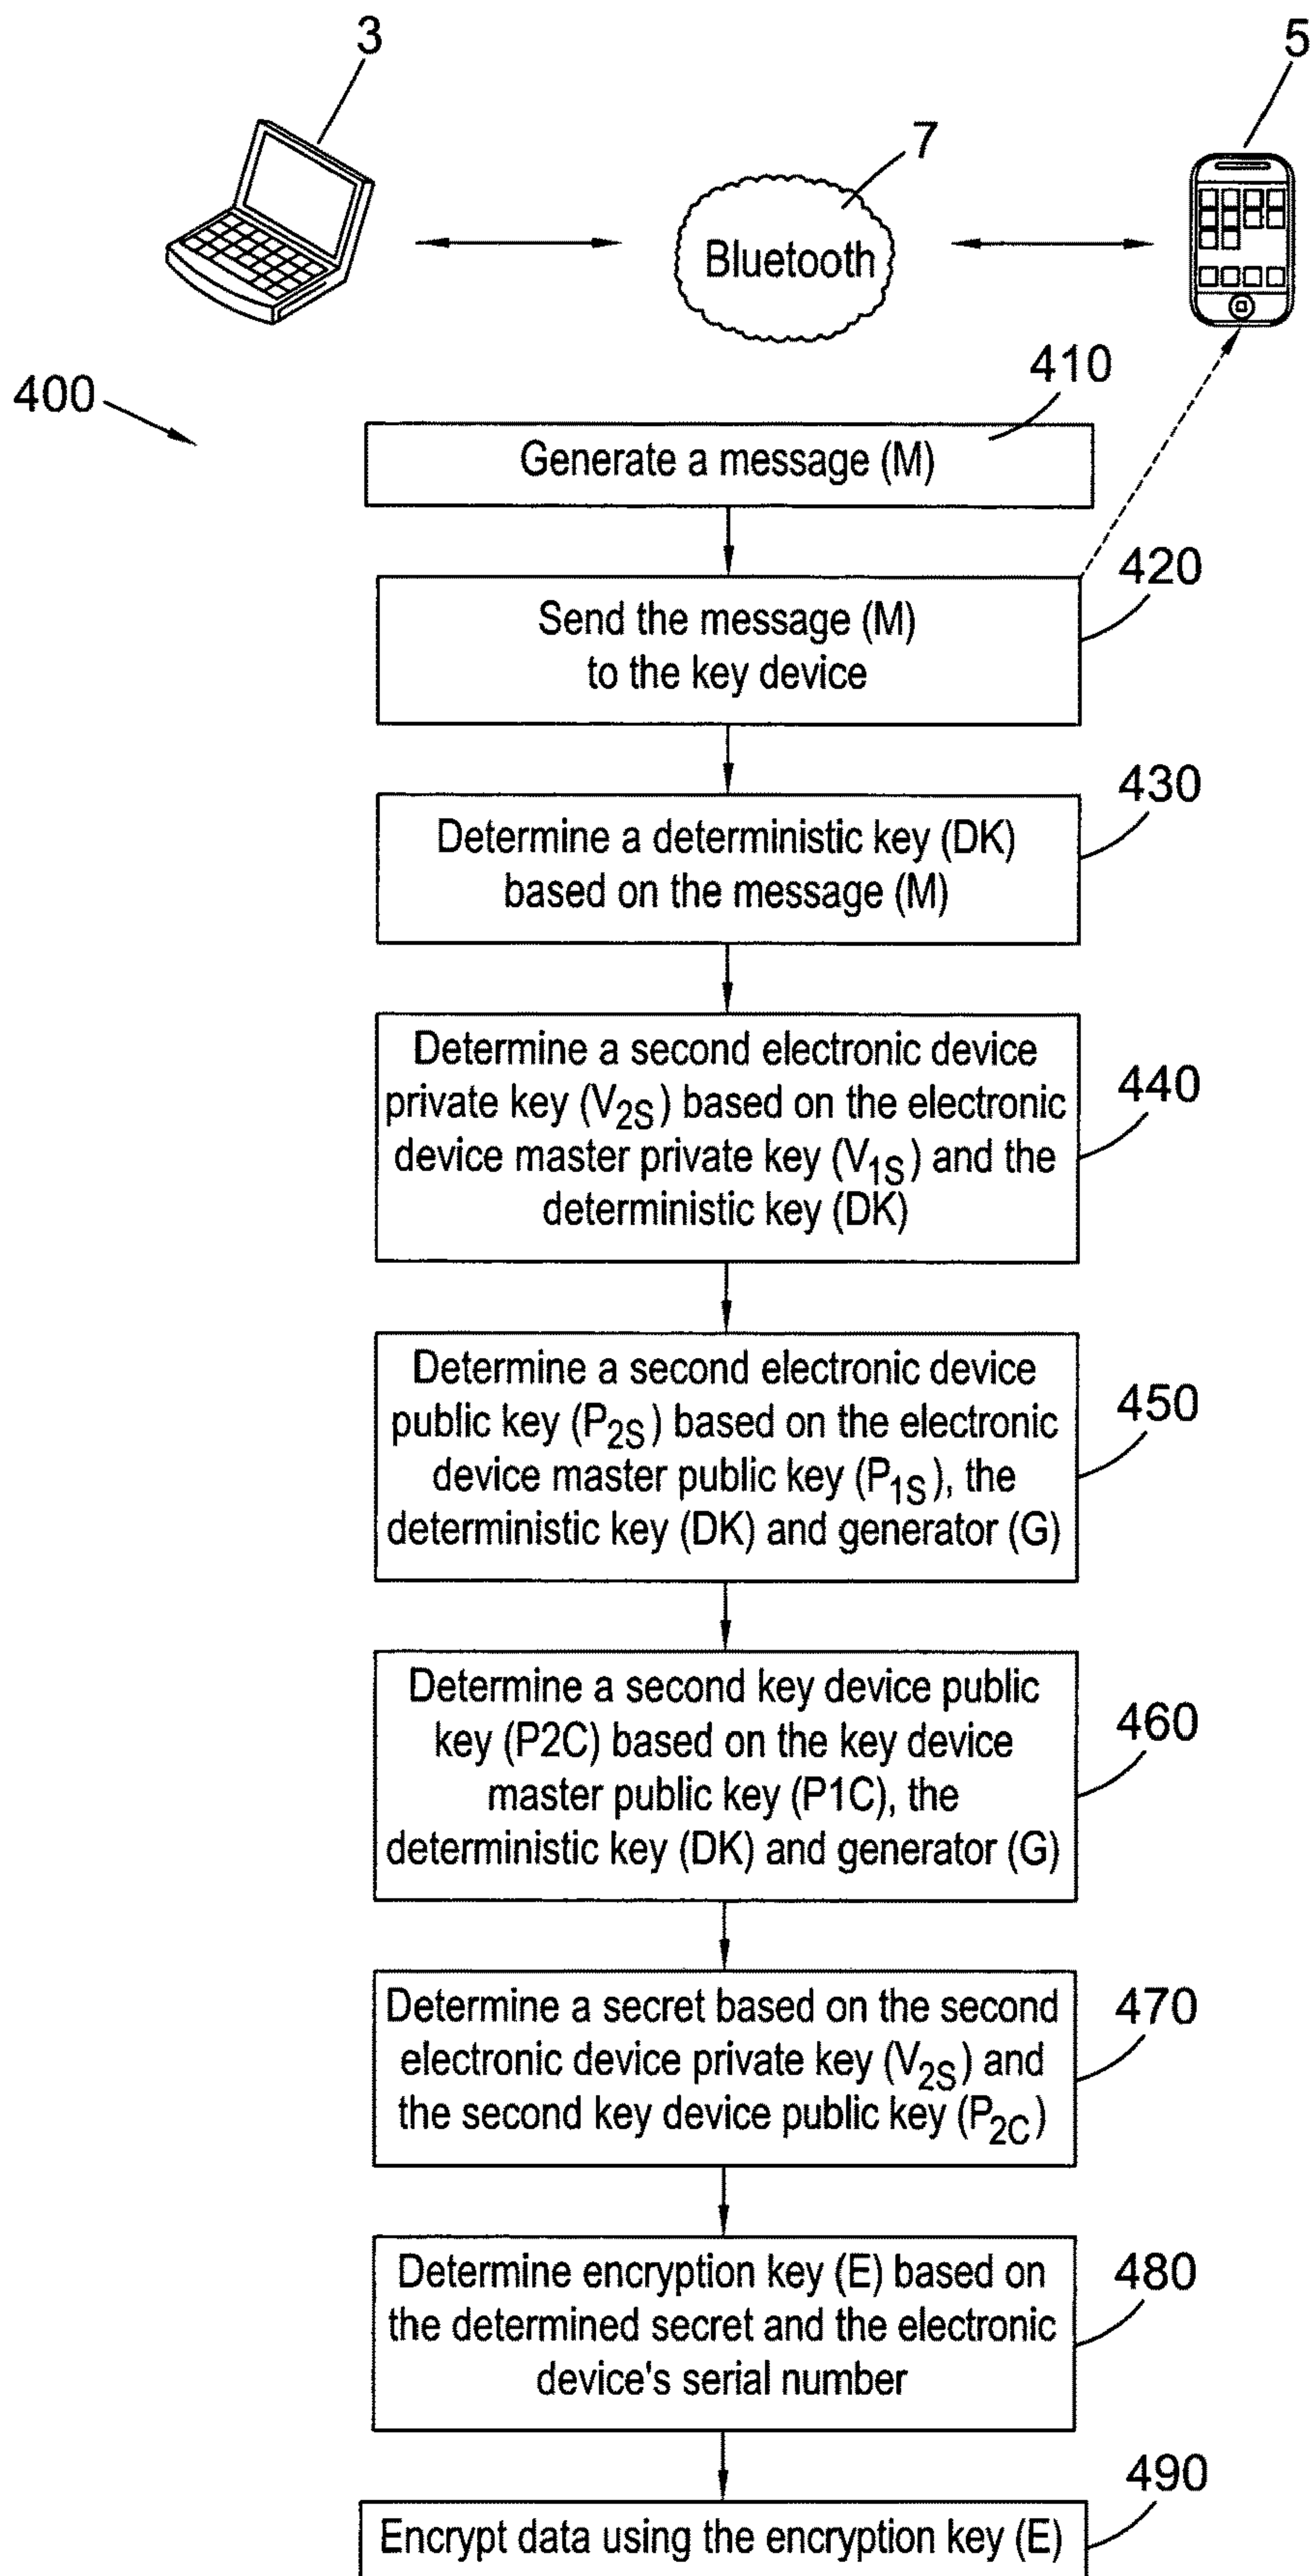 3
5
7
Bluetooth
400
410
Generate a message (M)
420
Send the message (M)
to the key device
430
Determine a deterministic key (DK)
based on the message (M)
Determine a second electronic device
private key (V2S) based on the electronic
device master private key (V1S) and the
deterministic key (DK)
440
Determine a second electronic device
public key (P2S) based on the electronic
device master public key (P1S), the
deterministic key (DK) and generator (G)
450
Determine a second key device public
key (P2C) based on the key device
master public key (P1C), the
deterministic key (DK) and generator (G)
460
Determine a secret based on the second
electronic device private key (V2S) and
the second key device public key (P2C)
470
Determine encryption key (E) based on
the determined secret and the electronic
device's serial number
480
490
Encrypt data using the encryption key (E)